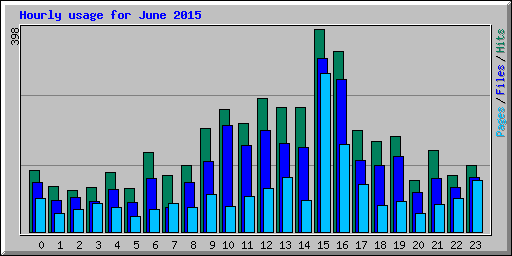 Hourly usage for June 2015
398
Pages / Files / Hits
0 1 2 3 4 5 6 7 8 9 10 11 12 13 14 15 16 17 18 19 20 21 22 23